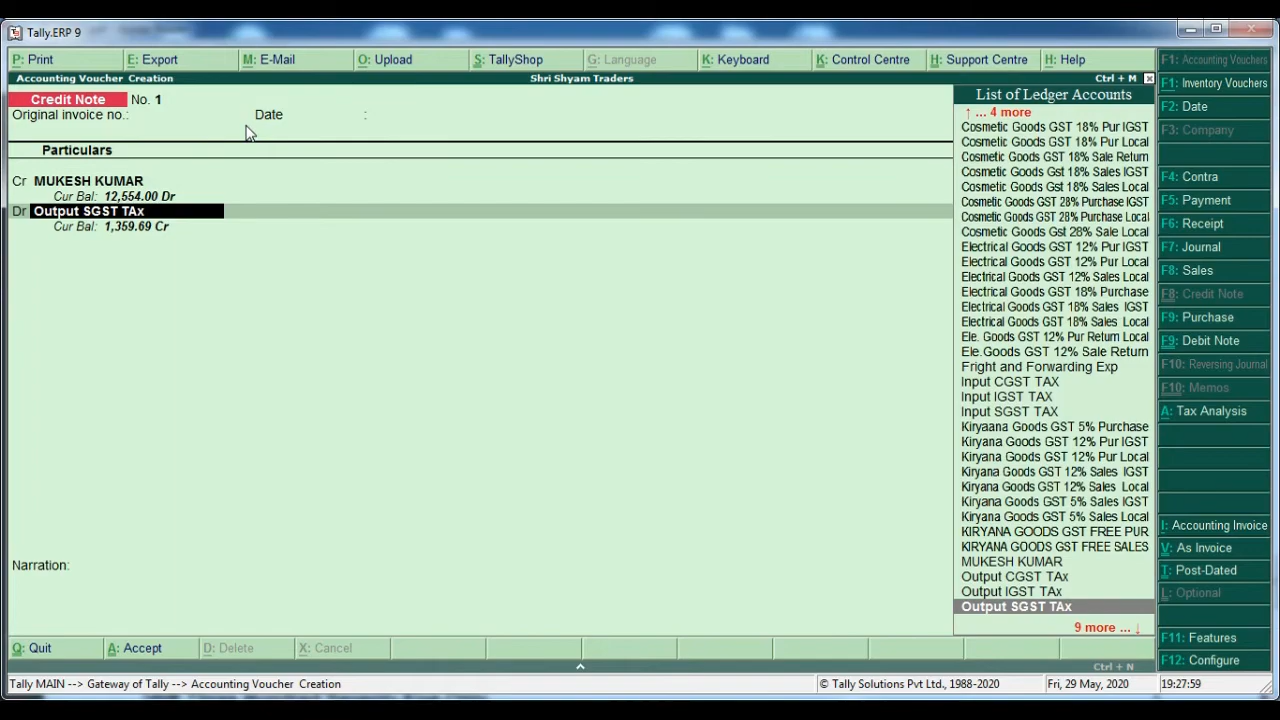 Tally.ERP 9
P: Print E: Export M: E-Mail O: Upload S: TallyShop G: Language K: Keyboard K: Control Centre H: Support Centre H: Help
Accounting Voucher Creation Shri Shyam Traders Ctrl + M
Credit Note No. 1
Original invoice no.: Date :
Particulars
Cr MUKESH KUMAR
Cur Bal: 12,554.00 Dr
Dr Output SGST TAx
Cur Bal: 1,359.69 Cr
Narration:
List of Ledger Accounts
↑ ... 4 more
Cosmetic Goods GST 18% Pur IGST
Cosmetic Goods GST 18% Pur Local
Cosmetic Goods GST 18% Sale Return
Cosmetic Goods Gst 18% Sales IGST
Cosmetic Goods GST 18% Sales Local
Cosmetic Goods GST 28% Purchase IGST
Cosmetic Goods GST 28% Purchase Local
Cosmetic Goods Gst 28% Sale Local
Electrical Goods GST 12% Pur IGST
Electrical Goods GST 12% Pur Local
Electrical Goods GST 12% Sales Local
Electrical Goods GST 18% Purchase
Electrical Goods GST 18% Sales IGST
Electrical Goods GST 18% Sales Local
Ele. Goods GST 12% Pur Return Local
Ele.Goods GST 12% Sale Return
Fright and Forwarding Exp
Input CGST TAX
Input IGST TAX
Input SGST TAX
Kiryaana Goods GST 5% Purchase
Kiryana Goods GST 12% Pur IGST
Kiryana Goods GST 12% Pur Local
Kiryana Goods GST 12% Sales IGST
Kiryana Goods GST 12% Sales Local
Kiryana Goods GST 5% Sales IGST
Kiryana Goods GST 5% Sales Local
KIRYANA GOODS GST FREE PUR
KIRYANA GOODS GST FREE SALES
MUKESH KUMAR
Output CGST TAx
Output IGST TAx
Output SGST TAx
9 more ... ↓
F1: Accounting Vouchers
F1: Inventory Vouchers
F2: Date
F3: Company
F4: Contra
F5: Payment
F6: Receipt
F7: Journal
F8: Sales
F8: Credit Note
F9: Purchase
F9: Debit Note
F10: Reversing Journal
F10: Memos
A: Tax Analysis
I: Accounting Invoice
V: As Invoice
T: Post-Dated
L: Optional
F11: Features
F12: Configure
Q: Quit A: Accept D: Delete X: Cancel
Ctrl + N
Tally MAIN --> Gateway of Tally --> Accounting Voucher Creation © Tally Solutions Pvt Ltd., 1988-2020 Fri, 29 May, 2020 19:27:59